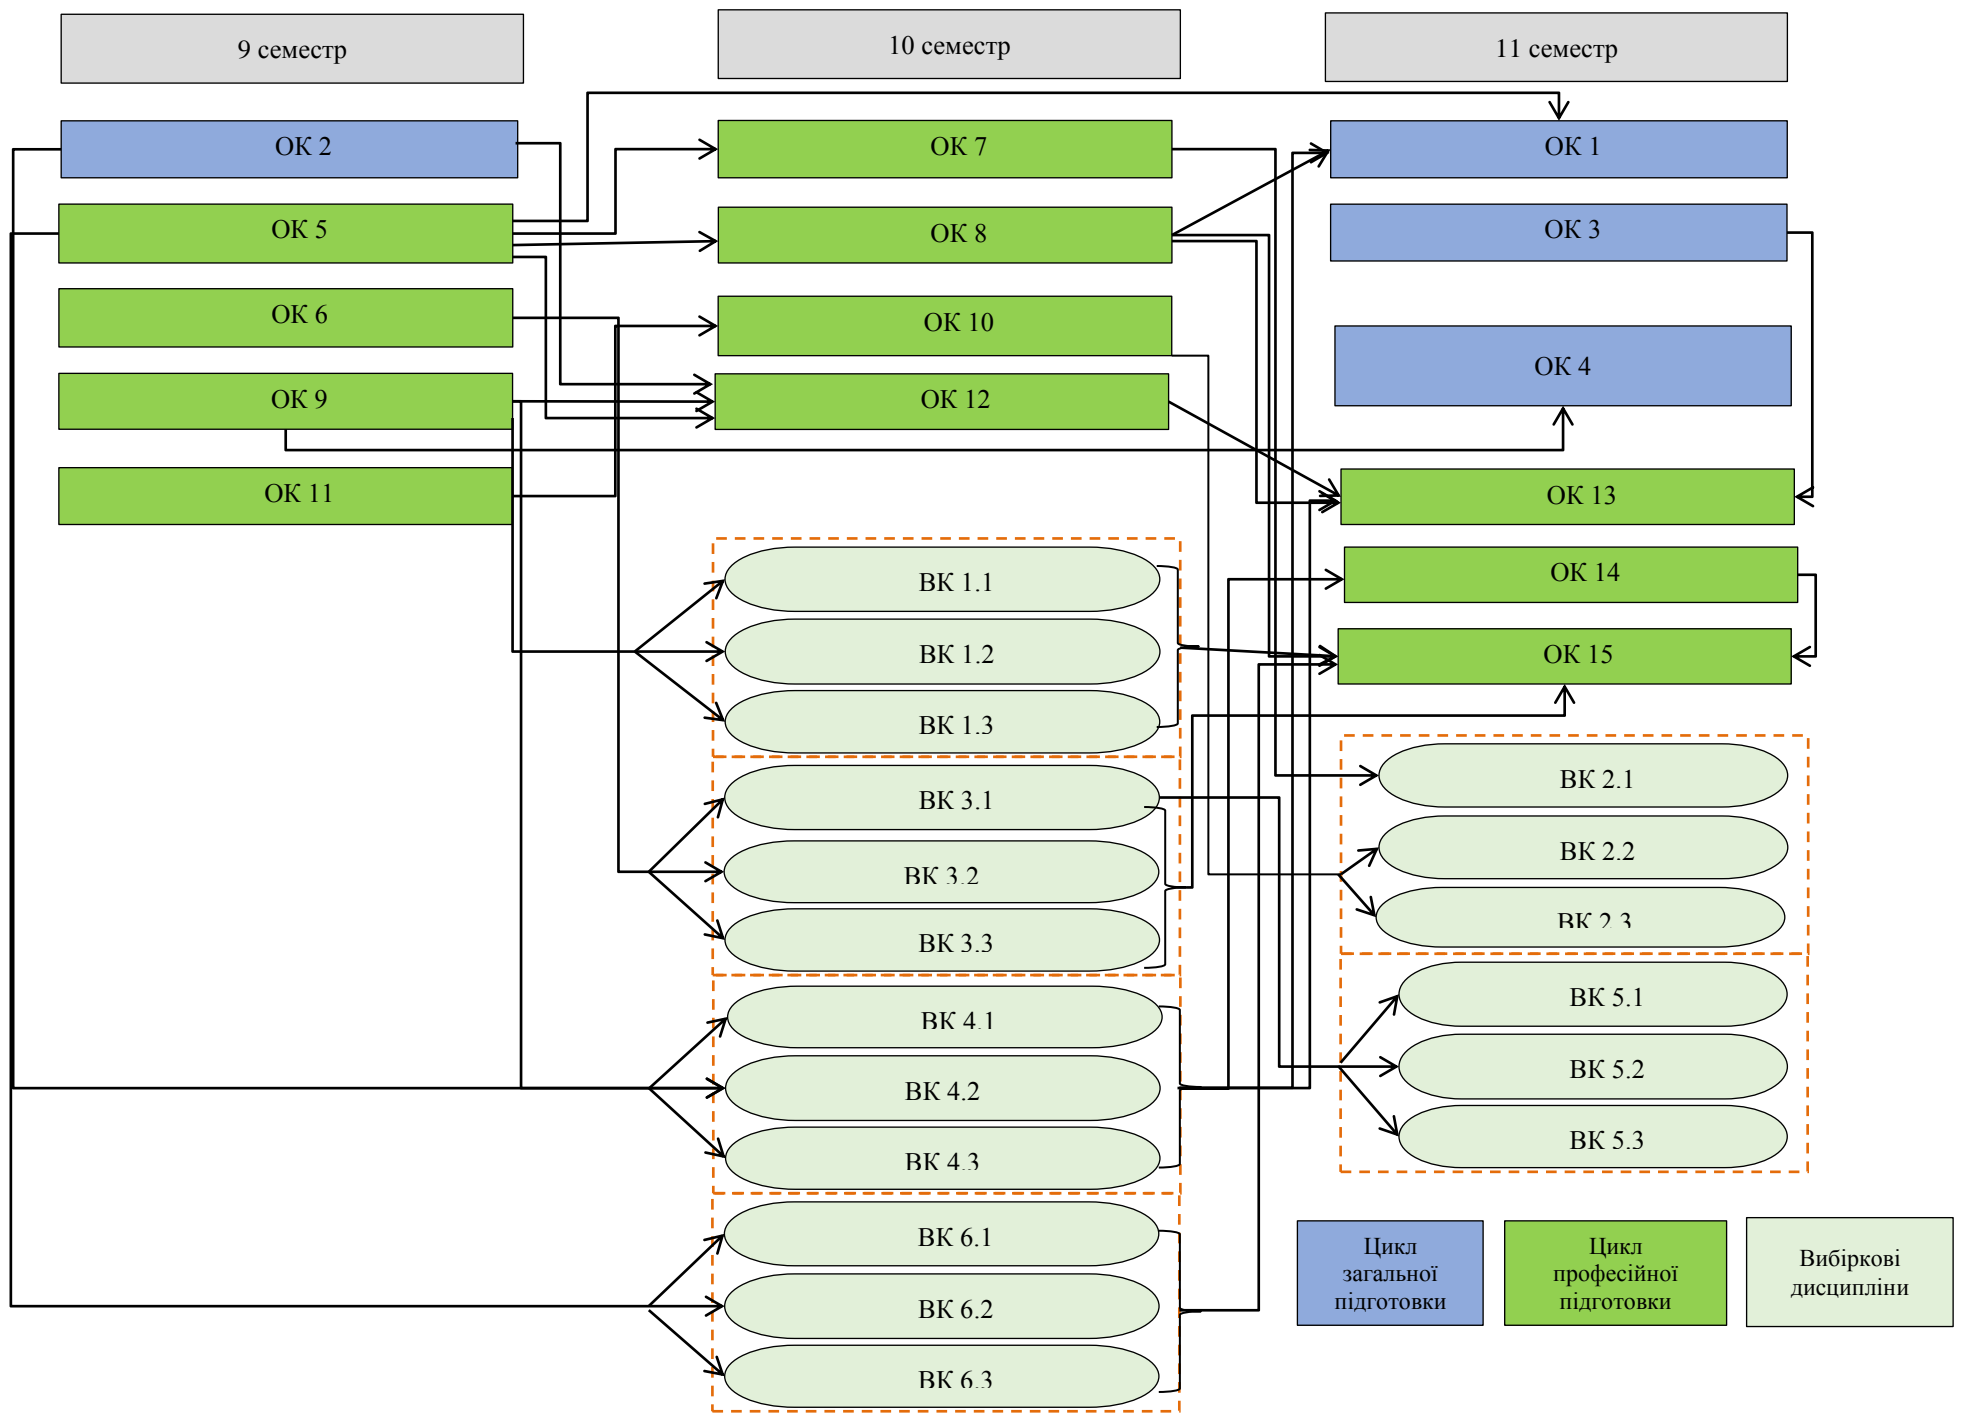 9 семестр
10 семестр
11 семестр
ОК 2
ОК 7
ОК 1
ОК 5
ОК 8
ОК 3
ОК 6
ОК 10
ОК 4
ОК 9
ОК 12
ОК 11
ОК 13
ВК 1.1
ОК 14
ВК 1.2
ОК 15
ВК 1.3
ВК 3.1
ВК 2.1
ВК 3.2
ВК 2.2
ВК 3.3
ВК 2.3
ВК 4.1
ВК 5.1
ВК 4.2
ВК 5.2
ВК 4.3
ВК 5.3
ВК 6.1
ВК 6.2
ВК 6.3
Цикл
загальної
підготовки
Цикл
професійної
підготовки
Вибіркові
дисципліни